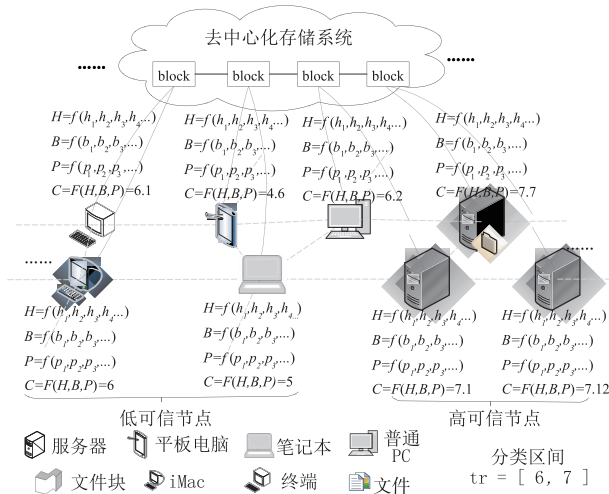 去中心化存储系统
······ block block block block ······
H=f(h₁,h₂,h₃,h₄...)
B=f(b₁,b₂,b₃,...)
P=f(p₁,p₂,p₃,...)
C=F(H,B,P)=6.1
H=f(h₁,h₂,h₃,h₄...)
B=f(b₁,b₂,b₃,...)
P=f(p₁,p₂,p₃,...)
C=F(H,B,P)=4.6
H=f(h₁,h₂,h₃,h₄...)
B=f(b₁,b₂,b₃,...)
P=f(p₁,p₂,p₃,...)
C=F(H,B,P)=6.2
H=f(h₁,h₂,h₃,h₄...)
B=f(b₁,b₂,b₃,...)
P=f(p₁,p₂,p₃,...)
C=F(H,B,P)=7.7
······ ······
H=f(h₁,h₂,h₃,h₄...)
B=f(b₁,b₂,b₃,...)
P=f(p₁,p₂,p₃,...)
C=F(H,B,P)=6
H=f(h₁,h₂,h₃,h₄...)
B=f(b₁,b₂,b₃,...)
P=f(p₁,p₂,p₃,...)
C=F(H,B,P)=5
H=f(h₁,h₂,h₃,h₄...)
B=f(b₁,b₂,b₃,...)
P=f(p₁,p₂,p₃,...)
C=F(H,B,P)=7.1
H=f(h₁,h₂,h₃,h₄...)
B=f(b₁,b₂,b₃,...)
P=f(p₁,p₂,p₃,...)
C=F(H,B,P)=7.12
低可信节点 高可信节点
服务器 平板电脑 笔记本 普通PC
文件块 iMac 终端 文件
分类区间
tr = [ 6, 7 ]